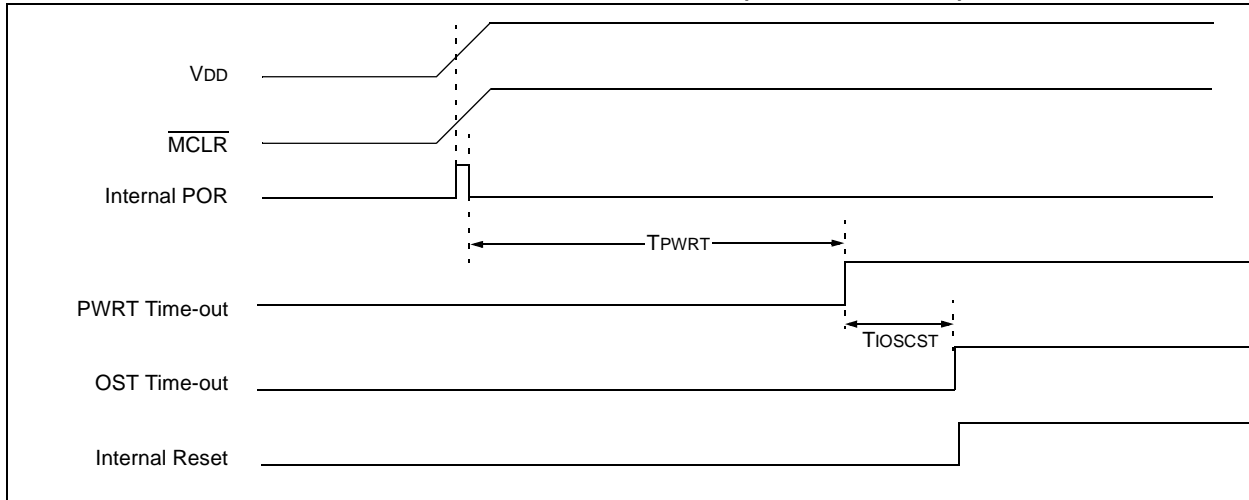 VDD
MCLR
Internal POR
TPWRT
PWRT Time-out
TIOSCST
OST Time-out
Internal Reset